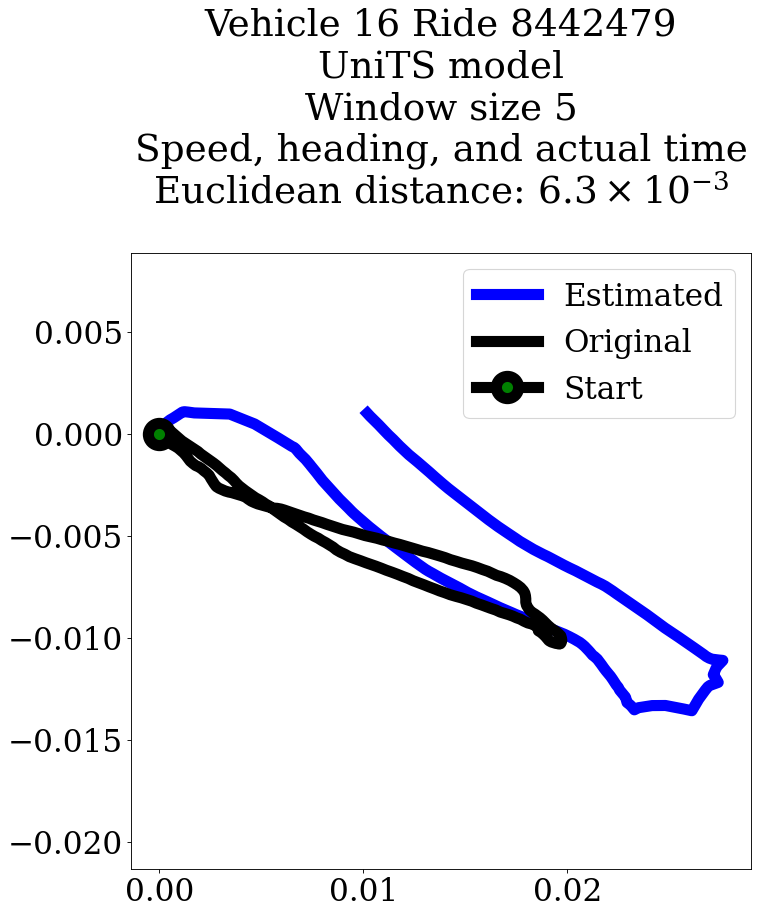 Vehicle 16 Ride 8442479
UniTS model
Window size 5
Speed, heading, and actual time
Euclidean distance: 6.3 × 10⁻³
Estimated
Original
Start
0.005
0.000
−0.005
−0.010
−0.015
−0.020
0.00 0.01 0.02